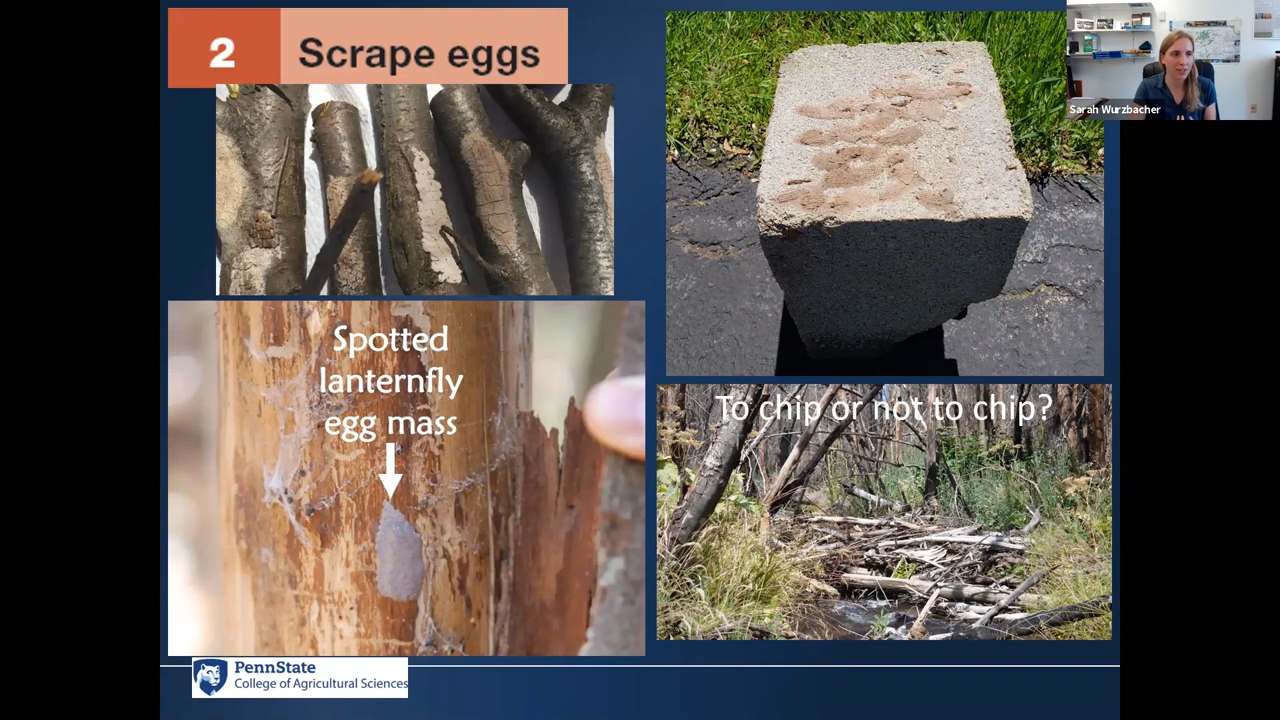 2 Scrape eggs
Sarah Wurzbacher
Spotted
lanternfly
egg mass
To chip or not to chip?
PennState
College of Agricultural Sciences